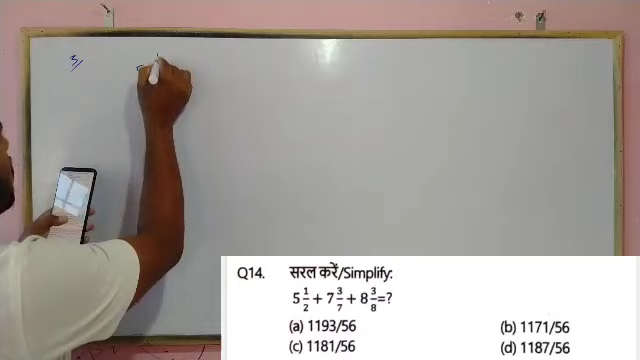 3/
Q14. सरल करें/Simplify:
5 1/2 + 7 3/7 + 8 3/8 =?
(a) 1193/56 (b) 1171/56
(c) 1181/56 (d) 1187/56